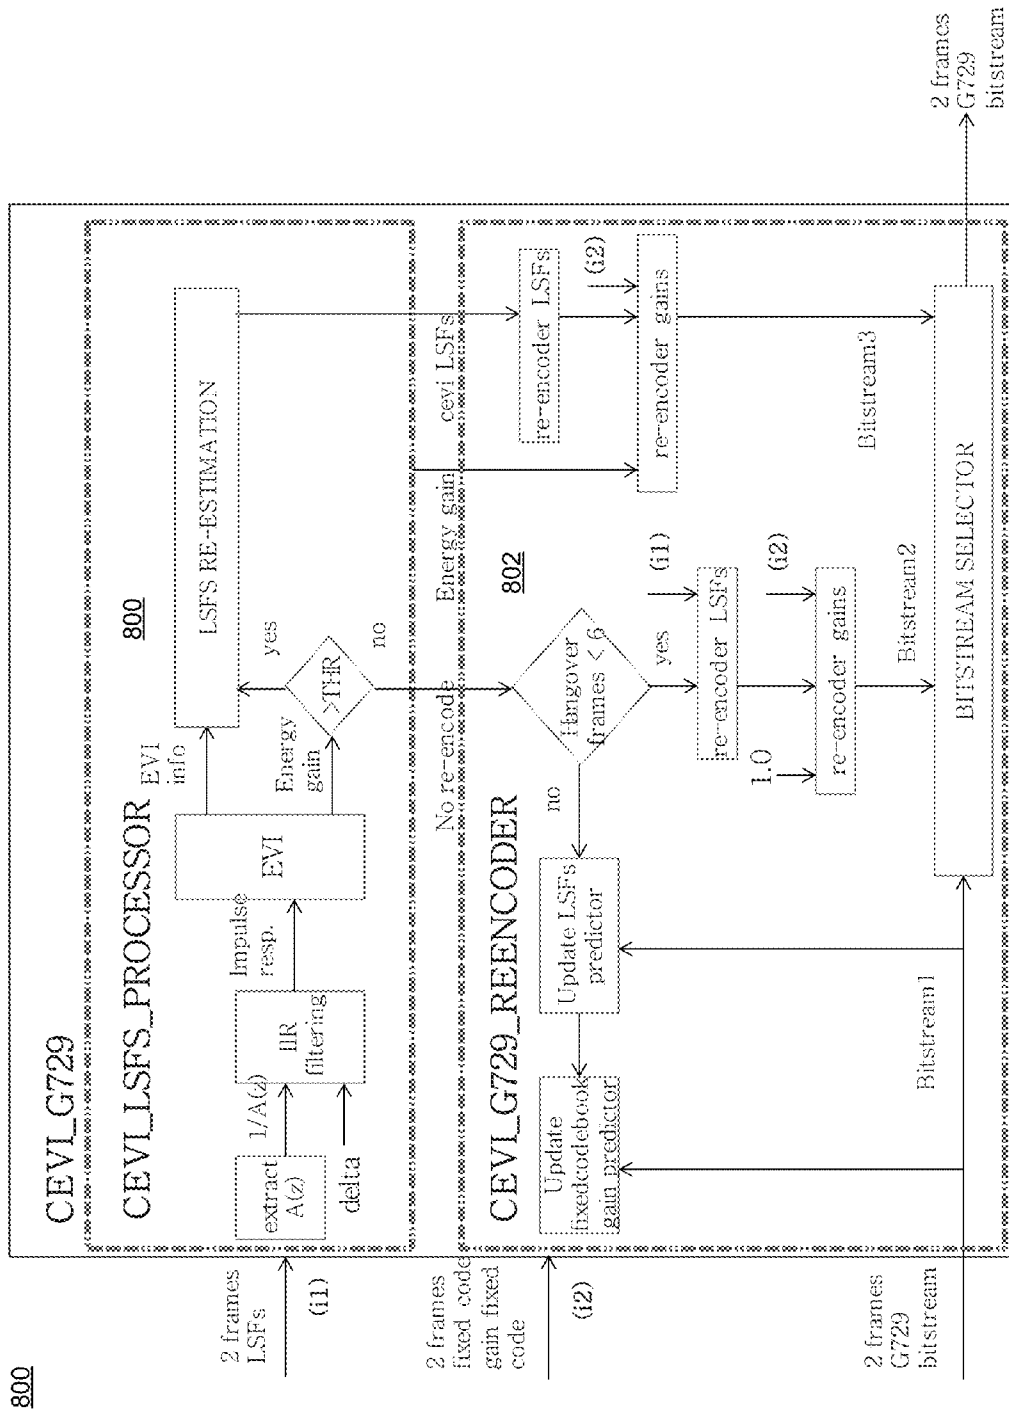 800
CEVI_G729
CEVI_LSFS_PROCESSOR
800
2 frames
LSFs
(i1)
extract
A(z)
1/A(z)
delta
IIR
filtering
Impulse
resp.
EVI
EVI
info
Energy
gain
>THR
yes
no
LSFS RE-ESTIMATION
No re-encode
Energy gain
cevi LSFs
CEVI_G729_REENCODER
802
2 frames
fixed code
gain fixed
code
(i2)
Update
fixedcodebook
gain predictor
Update LSFs
predictor
no
Hangover
frames < 6
yes
(i1)
re-encoder LSFs
1.0
(i2)
re-encoder gains
re-encoder LSFs
(i2)
re-encoder gains
Bitstream1
Bitstream2
Bitstream3
BITSTREAM SELECTOR
2 frames
G729
bitstream
2 frames
G729
bitstream